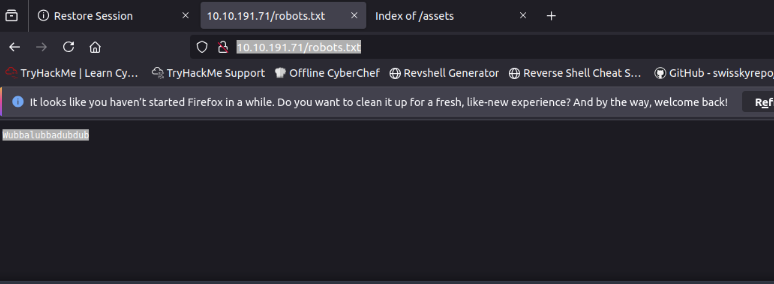 Restore Session
10.10.191.71/robots.txt
Index of /assets
10.10.191.71/robots.txt
TryHackMe | Learn Cy…
TryHackMe Support
Offline CyberChef
Revshell Generator
Reverse Shell Cheat S…
GitHub - swisskyrepo
It looks like you haven't started Firefox in a while. Do you want to clean it up for a fresh, like-new experience? And by the way, welcome back!
Wubbalubbadubdub